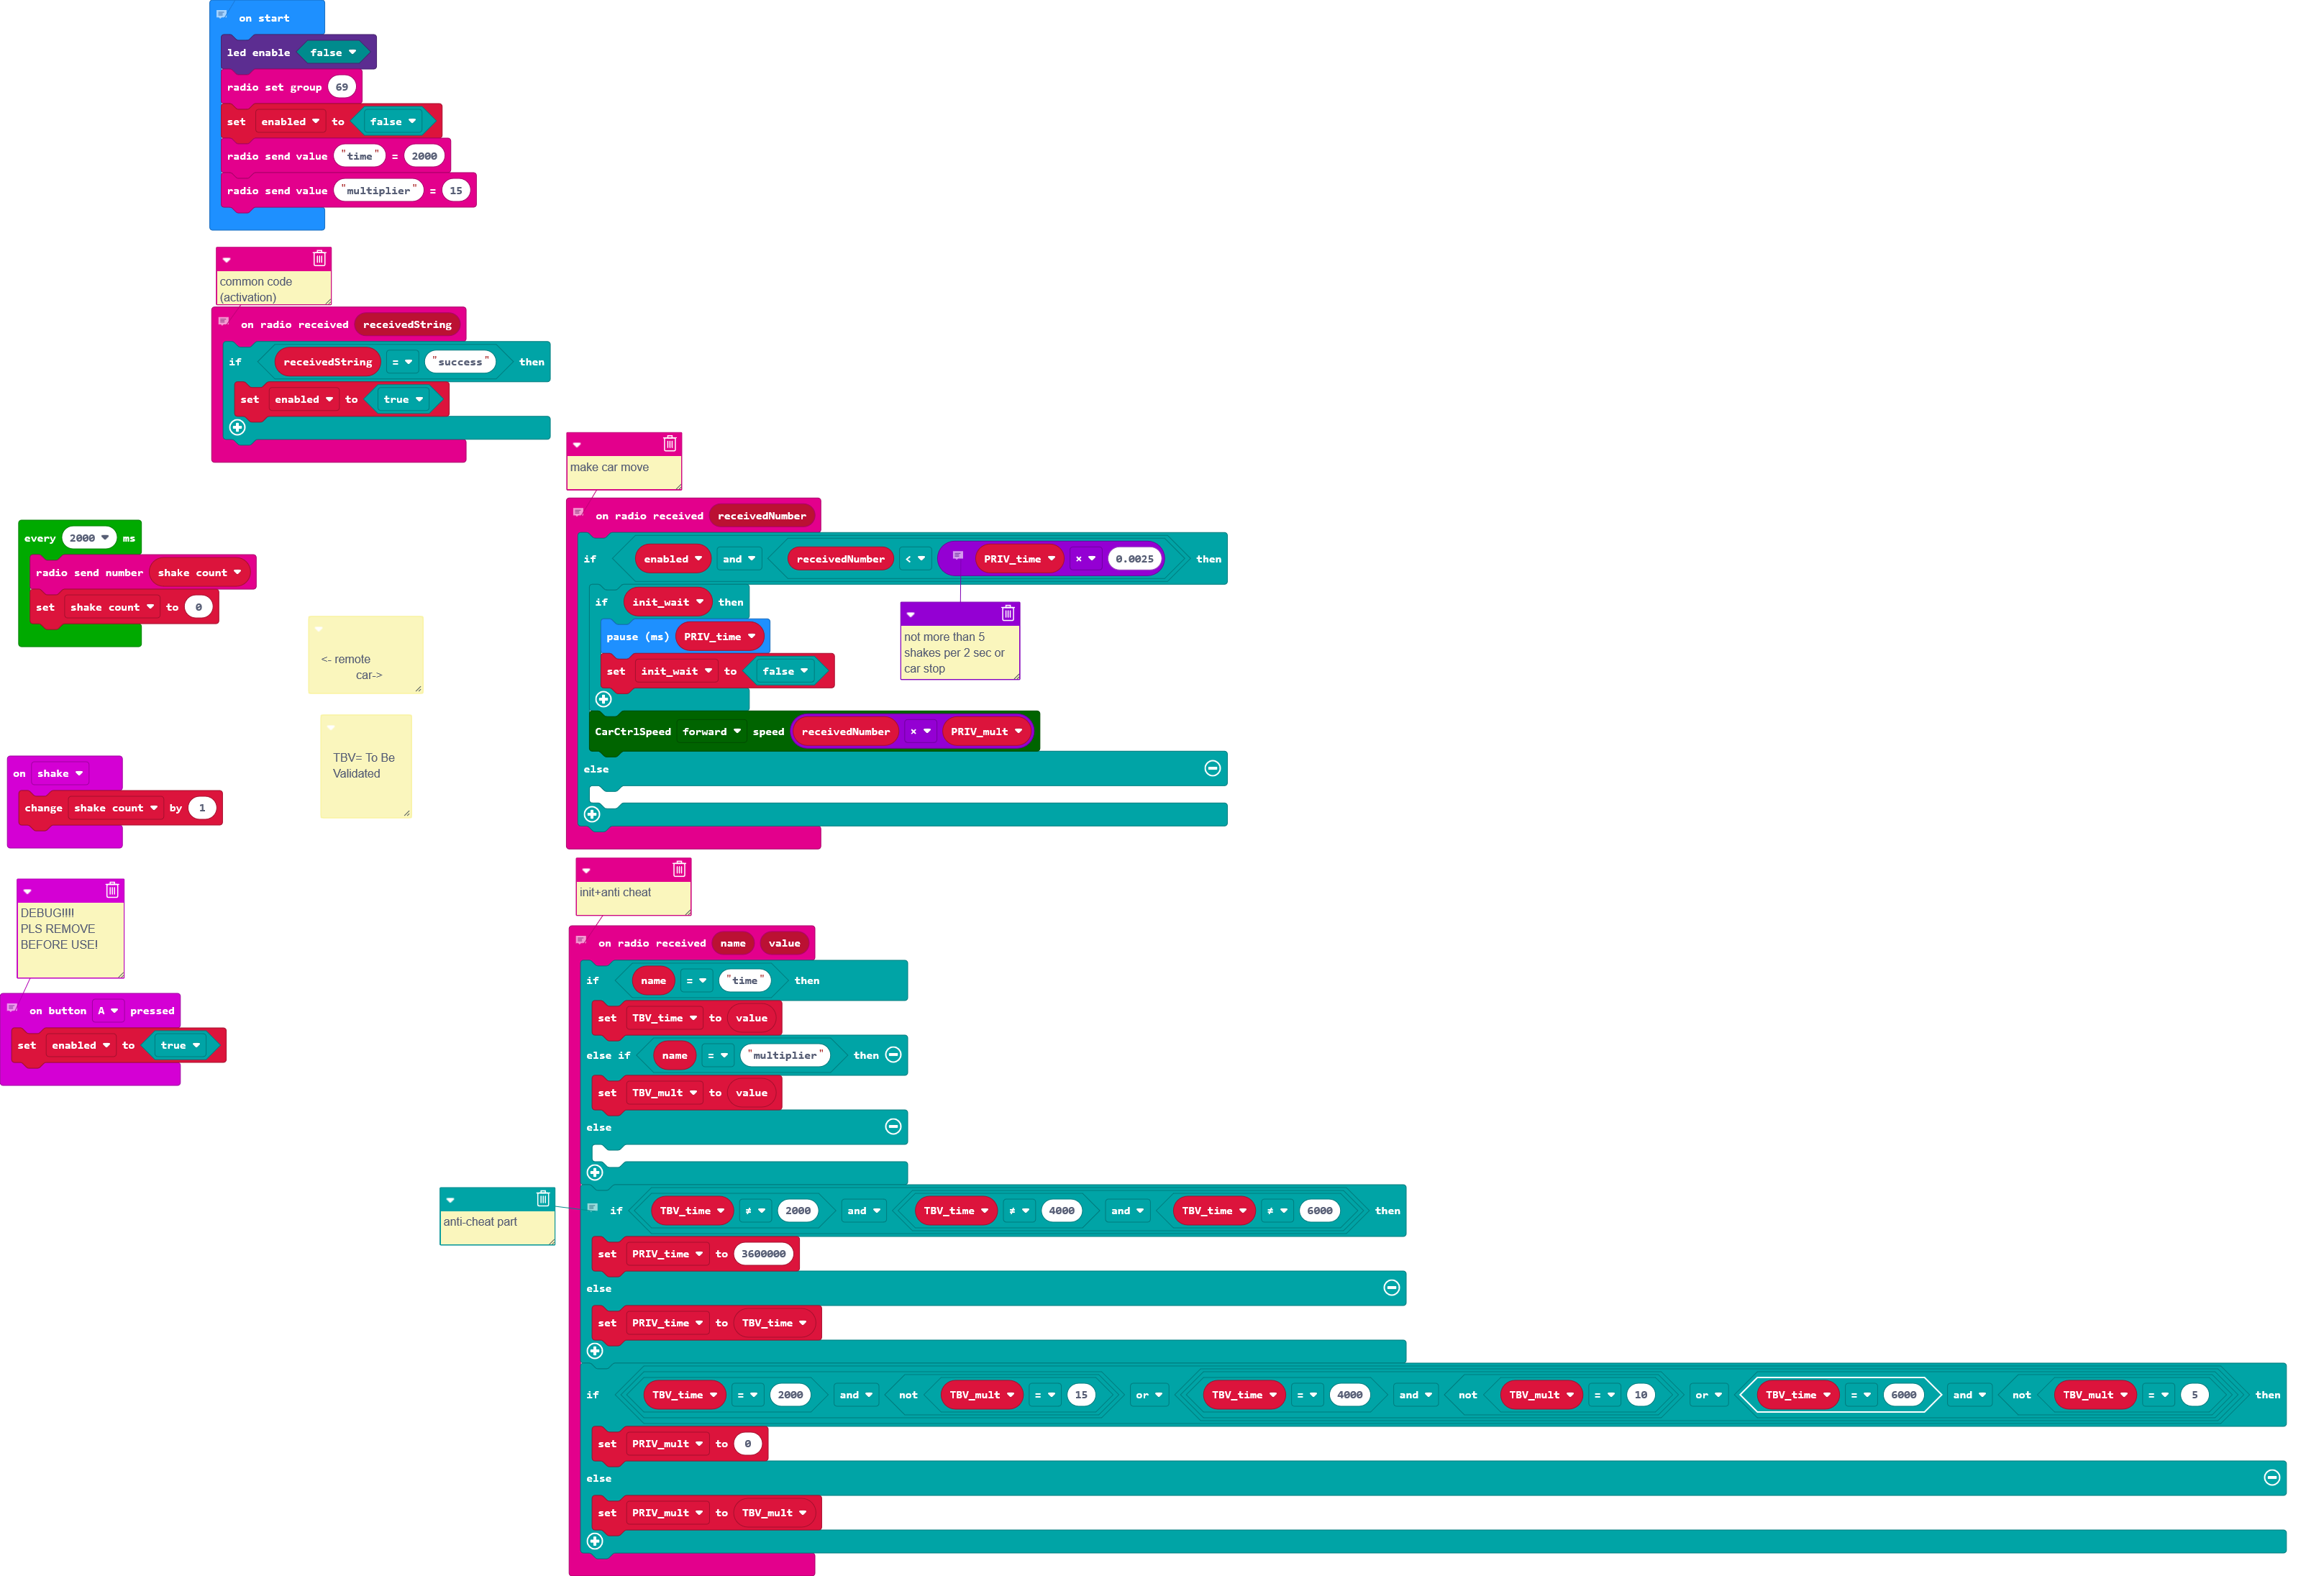 on start
led enable false
radio set group 69
set enabled to false
radio send value "time" = 2000
radio send value "multiplier" = 15
common code
(activation)
on radio received receivedString
if receivedString = "success" then
set enabled to true
make car move
on radio received receivedNumber
if enabled and receivedNumber < PRIV_time × 0.0025 then
if init_wait then
pause (ms) PRIV_time
set init_wait to false
not more than 5
shakes per 2 sec or
car stop
CarCtrlSpeed forward speed receivedNumber × PRIV_mult
else
every 2000 ms
radio send number shake count
set shake count to 0
<- remote
car->
TBV= To Be
Validated
on shake
change shake count by 1
DEBUG!!!!
PLS REMOVE
BEFORE USE!
on button A pressed
set enabled to true
init+anti cheat
on radio received name value
if name = "time" then
set TBV_time to value
else if name = "multiplier" then
set TBV_mult to value
else
anti-cheat part
if TBV_time ≠ 2000 and TBV_time ≠ 4000 and TBV_time ≠ 6000 then
set PRIV_time to 3600000
else
set PRIV_time to TBV_time
if TBV_time = 2000 and not TBV_mult = 15 or TBV_time = 4000 and not TBV_mult = 10 or TBV_time = 6000 and not TBV_mult = 5 then
set PRIV_mult to 0
else
set PRIV_mult to TBV_mult